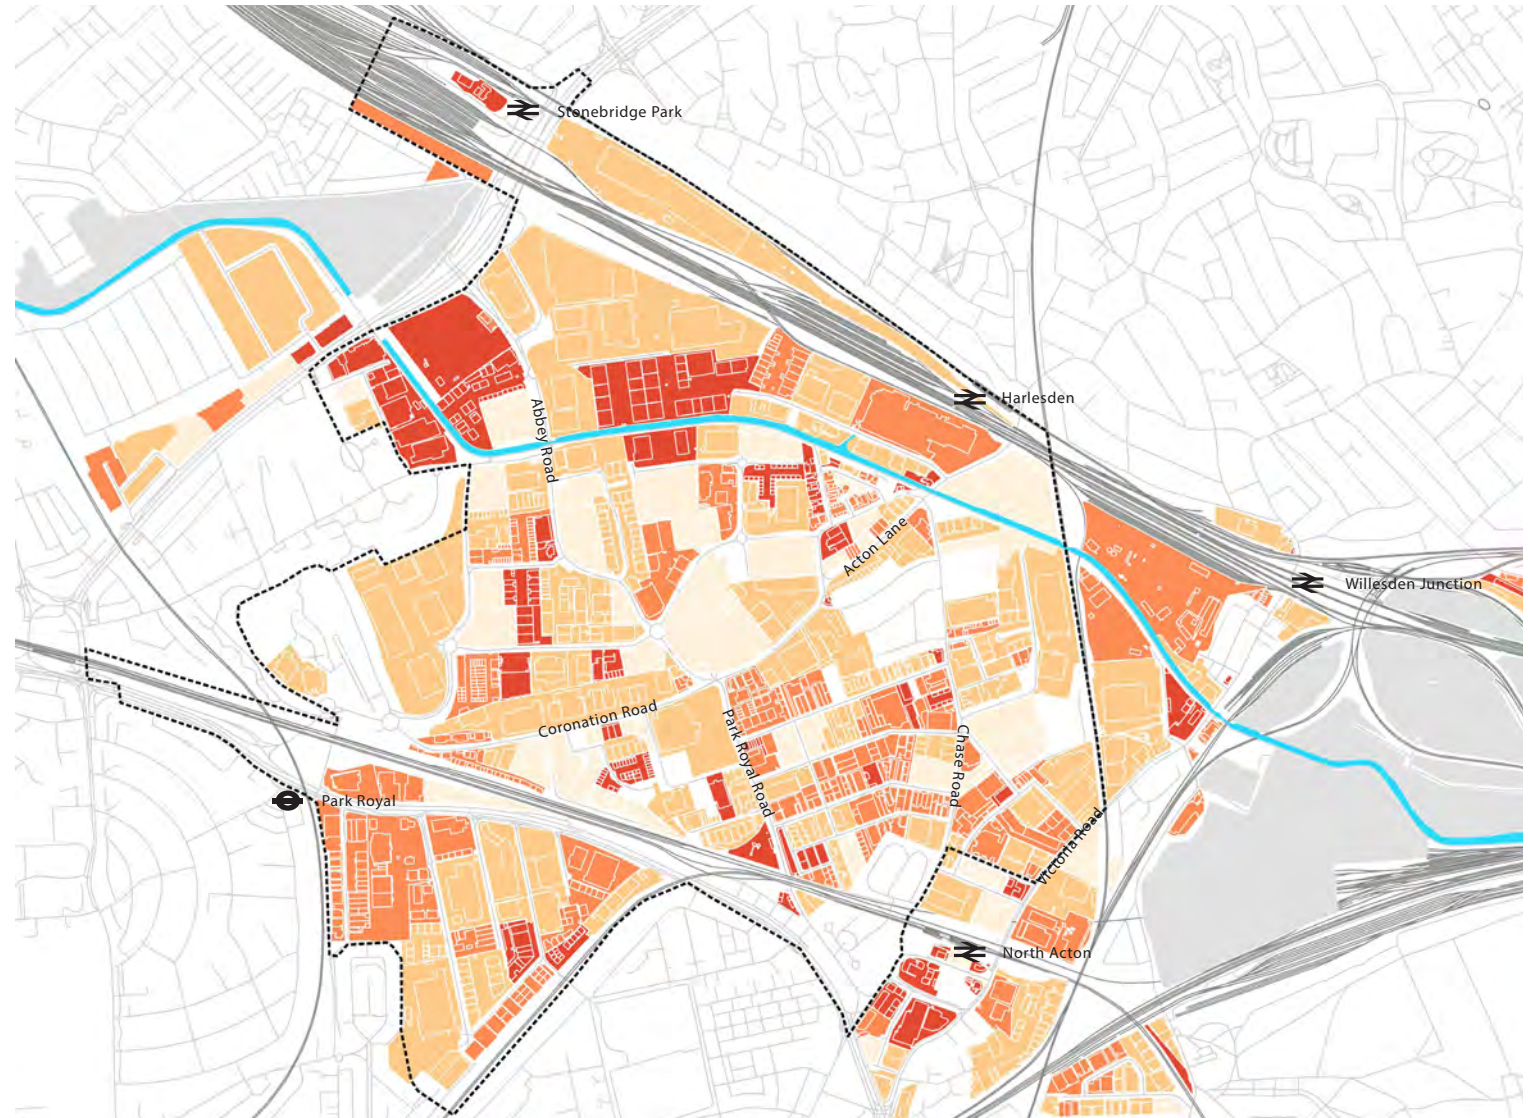 Stonebridge Park
Harlesden
Abbey Road
Acton Lane
Willesden Junction
Coronation Road
Park Royal Road
Chase Road
Park Royal
Victoria Road
North Acton